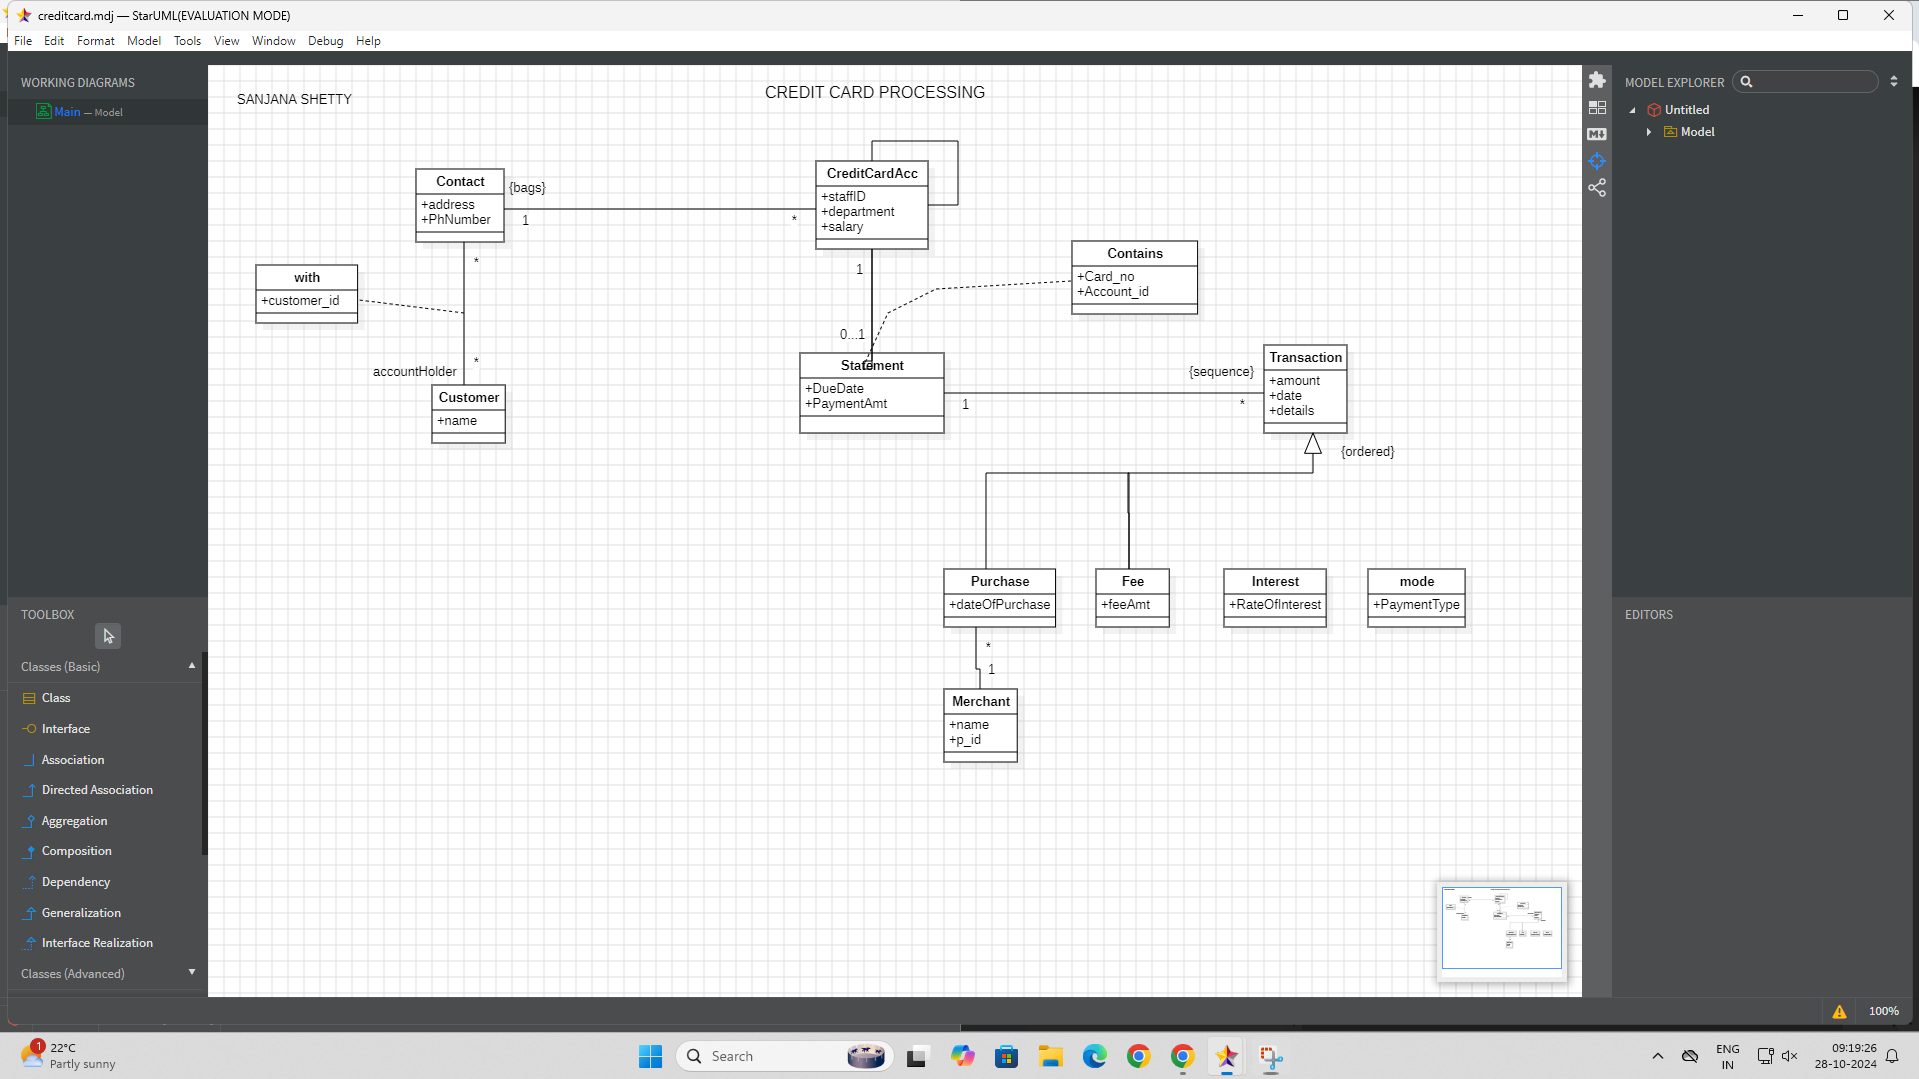 creditcard.mdj — StarUML(EVALUATION MODE)
File Edit Format Model Tools View Window Debug Help
WORKING DIAGRAMS
Main — Model
SANJANA SHETTY
CREDIT CARD PROCESSING
Contact
+address
+PhNumber
{bags}
1
*
CreditCardAcc
+staffID
+department
+salary
with
+customer_id
*
*
accountHolder
Customer
+name
1
0...1
Contains
+Card_no
+Account_id
Statement
+DueDate
+PaymentAmt
1
{sequence}
*
Transaction
+amount
+date
+details
{ordered}
Purchase
+dateOfPurchase
Fee
+feeAmt
Interest
+RateOfInterest
mode
+PaymentType
*
1
Merchant
+name
+p_id
TOOLBOX
Classes (Basic)
Class
Interface
Association
Directed Association
Aggregation
Composition
Dependency
Generalization
Interface Realization
Classes (Advanced)
MODEL EXPLORER
Untitled
Model
EDITORS
100%
1
22°C
Partly sunny
Search
ENG
IN
09:19:26
28-10-2024